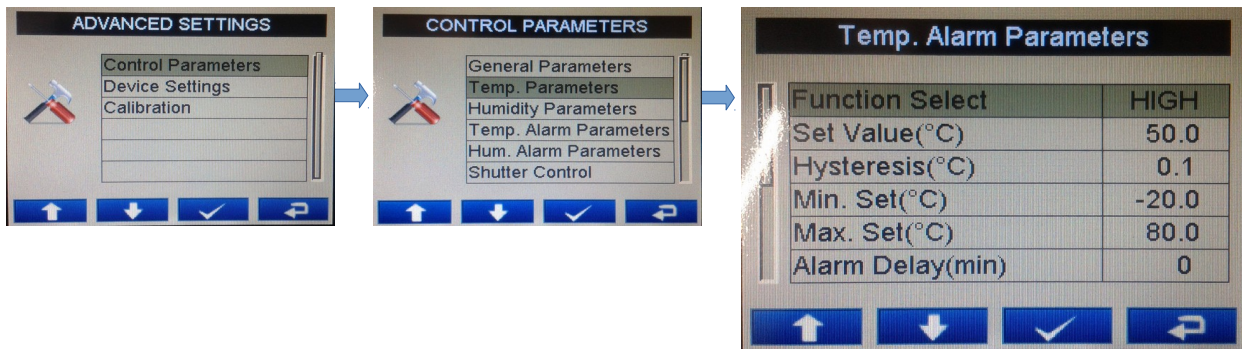 ADVANCED SETTINGS
Control Parameters
Device Settings
Calibration
CONTROL PARAMETERS
General Parameters
Temp. Parameters
Humidity Parameters
Temp. Alarm Parameters
Hum. Alarm Parameters
Shutter Control
Temp. Alarm Parameters
Function Select HIGH
Set Value(°C) 50.0
Hysteresis(°C) 0.1
Min. Set(°C) -20.0
Max. Set(°C) 80.0
Alarm Delay(min) 0